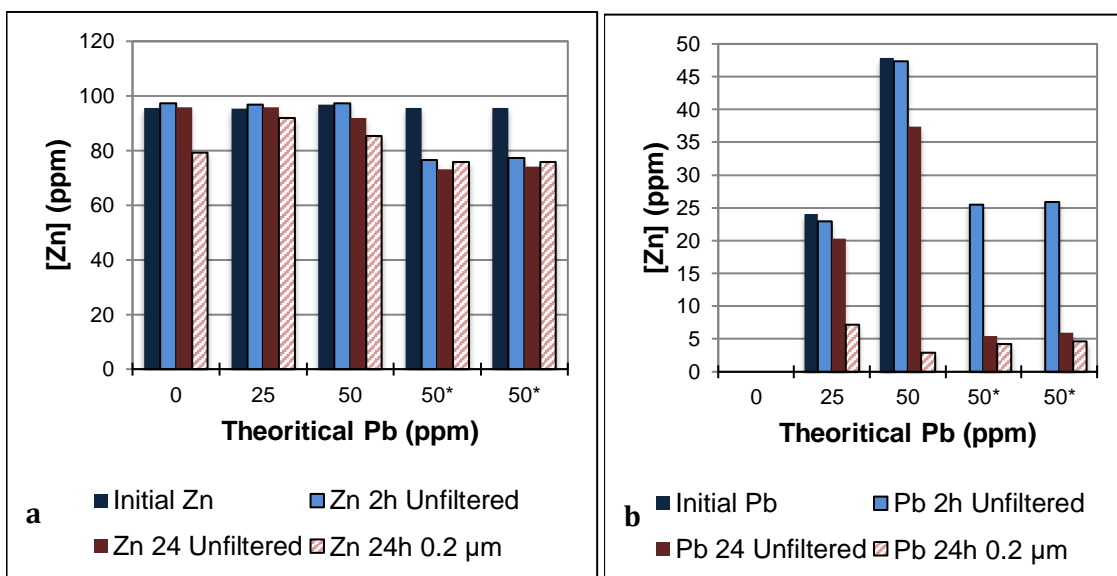 120
100
80
60
40
20
0
[Zn] (ppm)
0 25 50 50* 50*
Theoritical Pb (ppm)
Initial Zn Zn 2h Unfiltered
Zn 24 Unfiltered Zn 24h 0.2 µm
a
50
45
40
35
30
25
20
15
10
5
0
[Zn] (ppm)
0 25 50 50* 50*
Theoritical Pb (ppm)
Initial Pb Pb 2h Unfiltered
Pb 24 Unfiltered Pb 24h 0.2 µm
b